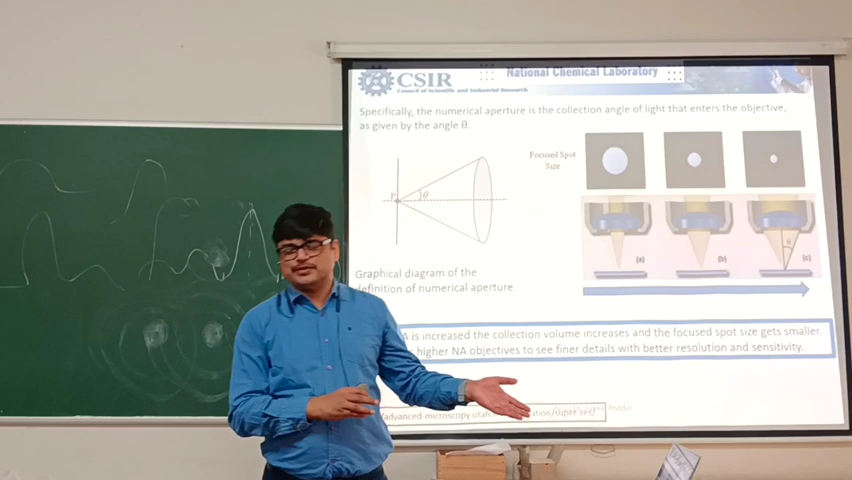 CSIR
Council of Scientific and Industrial Research
National Chemical Laboratory
Specifically, the numerical aperture is the collection angle of light that enters the objective,
as given by the angle θ.
Focused Spot
Size
P
θ
θ
(a)
(b)
(c)
Graphical diagram of the
definition of numerical aperture.
A is increased the collection volume increases and the focused spot size gets smaller.
higher NA objectives to see finer details with better resolution and sensitivity.
/advanced-microscopy utah
Poddar